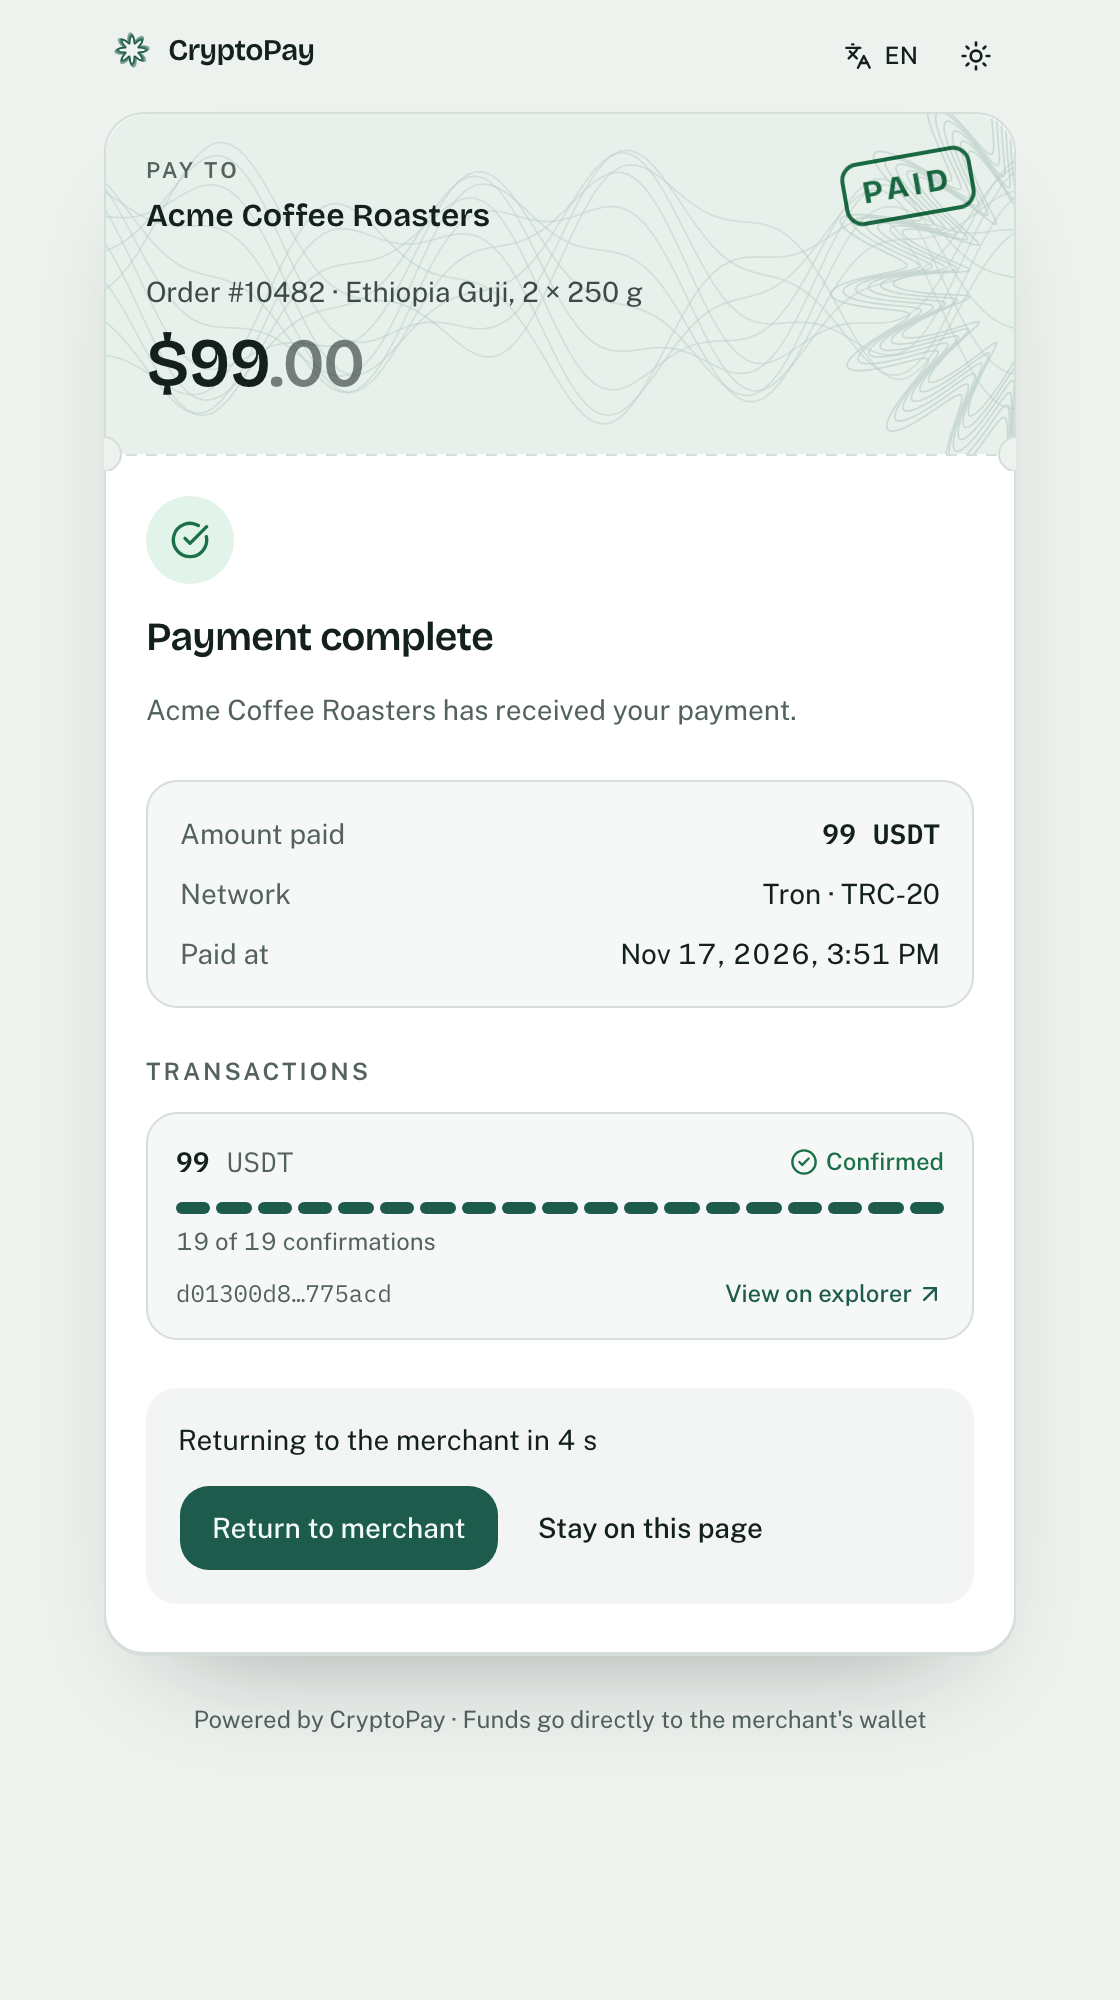 CryptoPay
EN
PAY TO
PAID
Acme Coffee Roasters
Order #10482 · Ethiopia Guji, 2 × 250 g
$99.00
Payment complete
Acme Coffee Roasters has received your payment.
Amount paid 99 USDT
Network Tron · TRC-20
Paid at Nov 17, 2026, 3:51 PM
TRANSACTIONS
99 USDT Confirmed
19 of 19 confirmations
d01300d8…775acd View on explorer
Returning to the merchant in 4 s
Return to merchant Stay on this page
Powered by CryptoPay · Funds go directly to the merchant's wallet